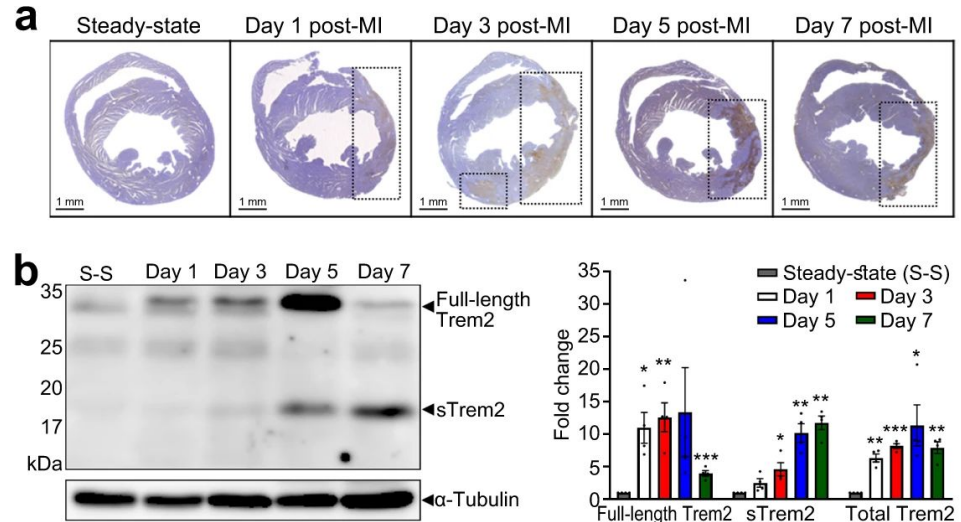 a
Steady-state
Day 1 post-MI
Day 3 post-MI
Day 5 post-MI
Day 7 post-MI
1 mm
1 mm
1 mm
1 mm
1 mm
b
S-S
Day 1
Day 3
Day 5
Day 7
35
25
20
17
kDa
Full-length
Trem2
sTrem2
α-Tubulin
Fold change
35
30
25
20
15
10
5
0
Steady-state (S-S)
Day 1
Day 3
Day 5
Day 7
*
**
***
*
**
**
**
***
*
**
Full-length Trem2
sTrem2
Total Trem2